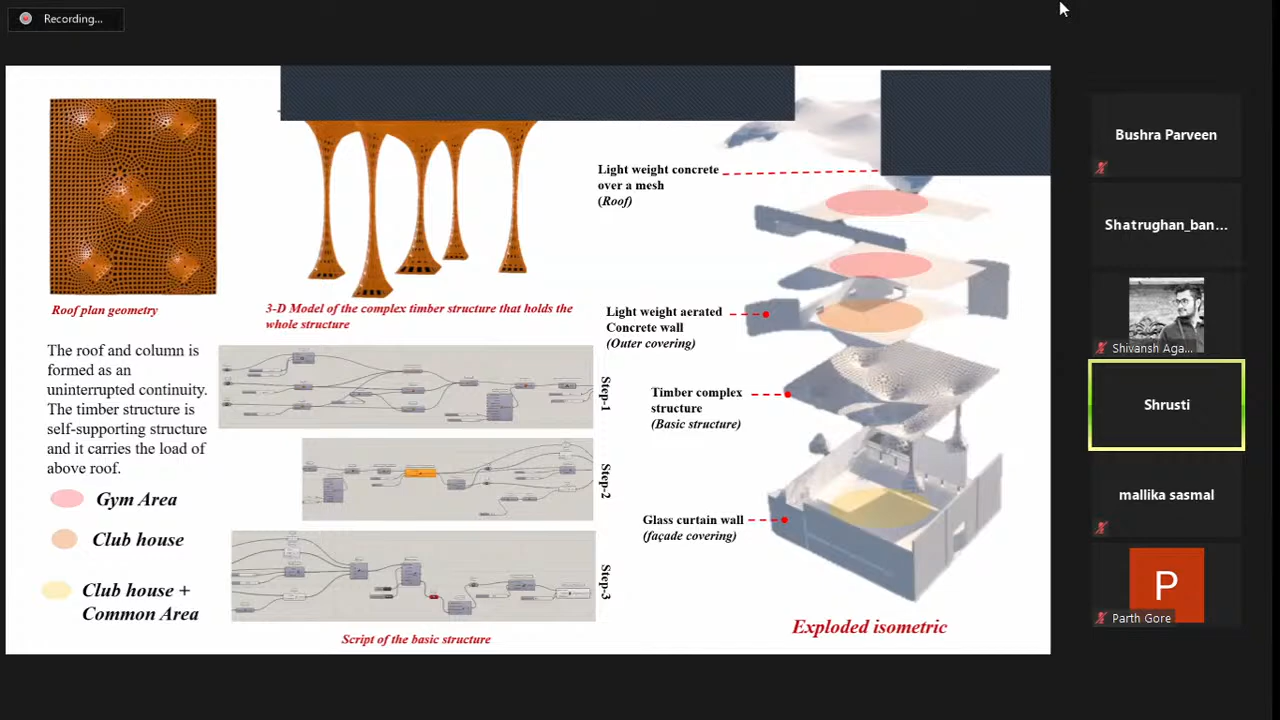 Recording...
Roof plan geometry
3-D Model of the complex timber structure that holds the
whole structure
The roof and column is
formed as an
uninterrupted continuity.
The timber structure is
self-supporting structure
and it carries the load of
above roof.
Gym Area
Club house
Club house +
Common Area
Step-1
Step-2
Step-3
Script of the basic structure
Light weight concrete
over a mesh
(Roof)
Light weight aerated
Concrete wall
(Outer covering)
Timber complex
structure
(Basic structure)
Glass curtain wall
(façade covering)
Exploded isometric
Bushra Parveen
Shatrughan_ban...
Shivansh Aga...
Shrusti
mallika sasmal
P
Parth Gore